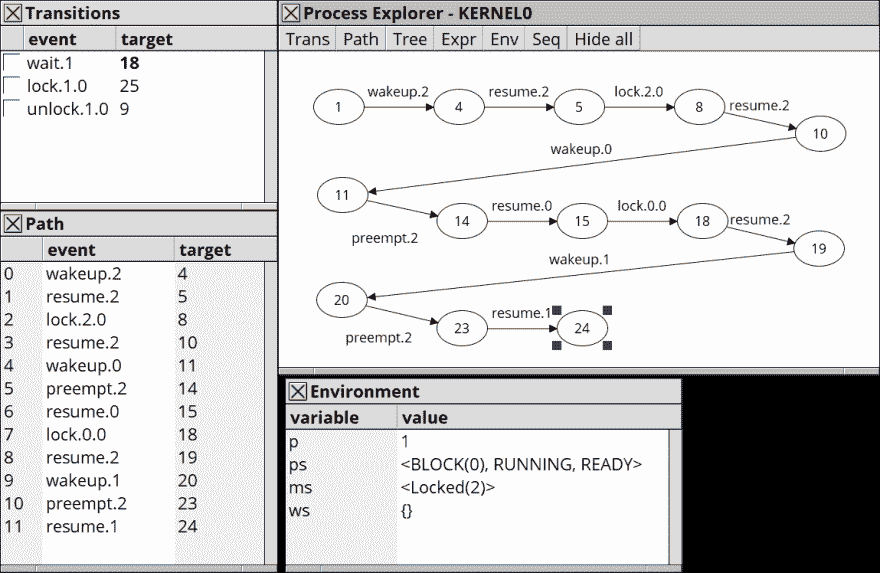 Transitions
event target
wait.1 18
lock.1.0 25
unlock.1.0 9
Path
event target
0 wakeup.2 4
1 resume.2 5
2 lock.2.0 8
3 resume.2 10
4 wakeup.0 11
5 preempt.2 14
6 resume.0 15
7 lock.0.0 18
8 resume.2 19
9 wakeup.1 20
10 preempt.2 23
11 resume.1 24
Process Explorer - KERNEL0
Trans Path Tree Expr Env Seq Hide all
wakeup.2 resume.2 lock.2.0
1 4 5 8 resume.2
10
wakeup.0
11
resume.0 lock.0.0
14 15 18 resume.2
preempt.2
19
wakeup.1
20
resume.1
23 24
preempt.2
Environment
variable value
p 1
ps <BLOCK(0), RUNNING, READY>
ms <Locked(2)>
ws {}